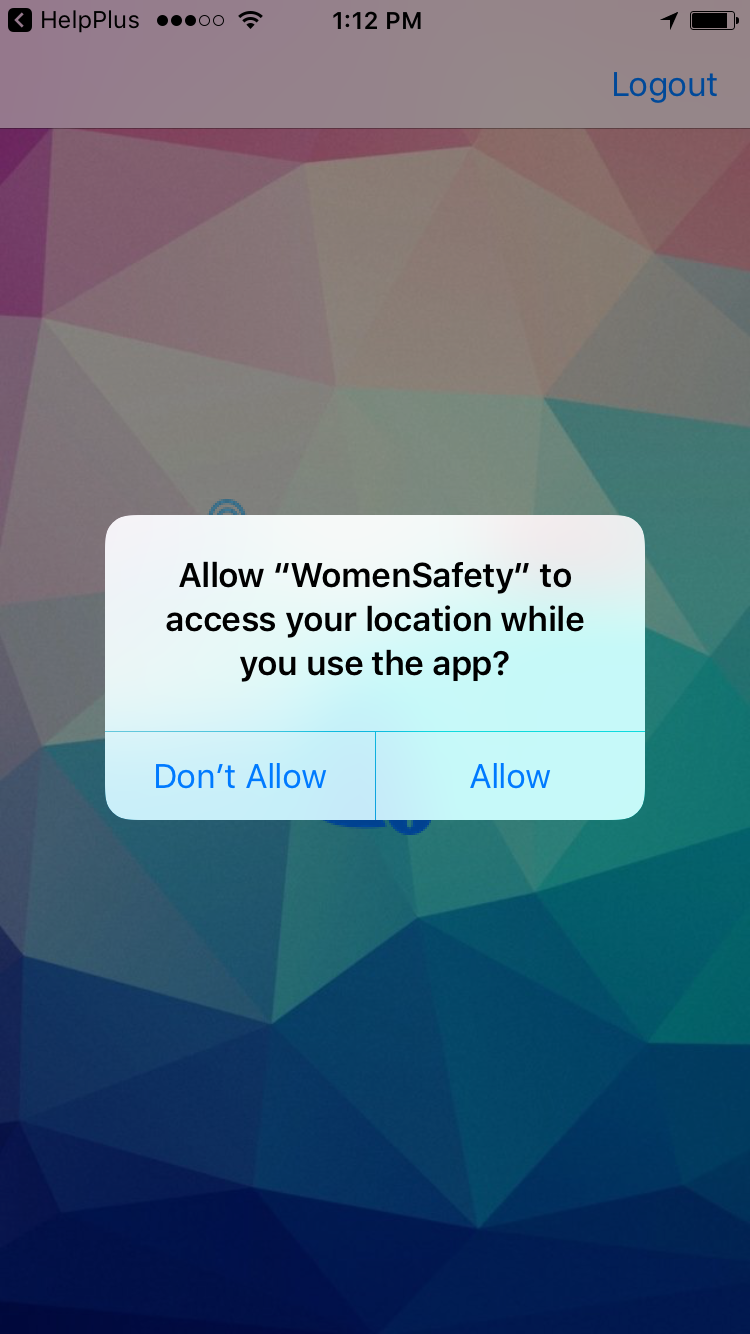 HelpPlus 1:12 PM
Logout
Allow “WomenSafety” to
access your location while
you use the app?
Don’t Allow Allow